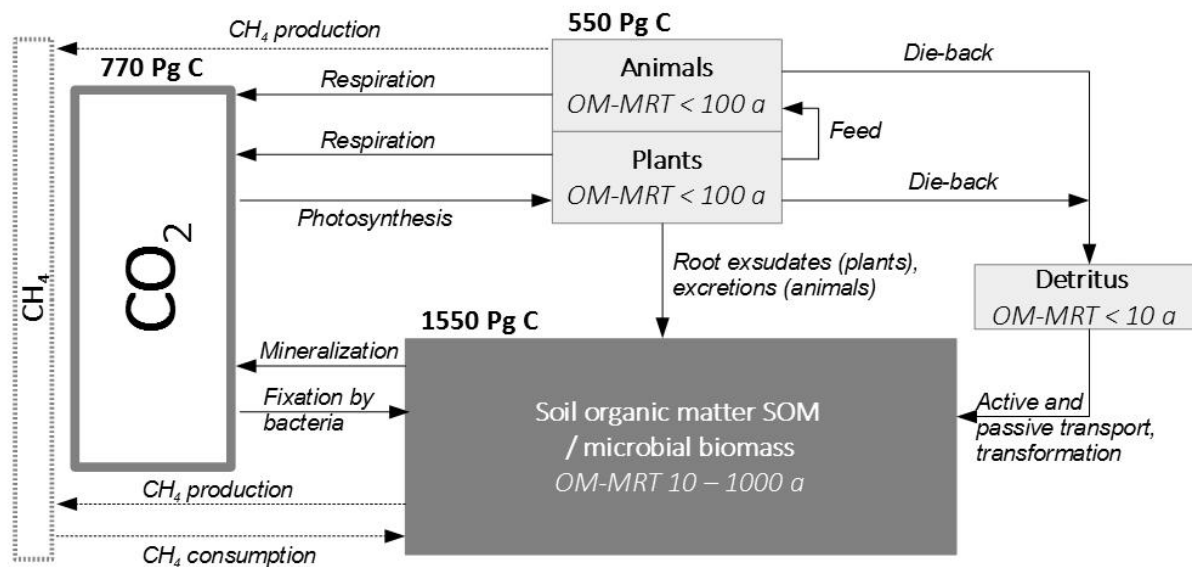 CH₄ production
550 Pg C
770 Pg C
Animals
OM-MRT < 100 a
Die-back
Respiration
Feed
Respiration
Plants
OM-MRT < 100 a
Die-back
Photosynthesis
CO₂
CH₄
Root exsudates (plants),
excretions (animals)
Detritus
OM-MRT < 10 a
1550 Pg C
Mineralization
Fixation by
bacteria
Soil organic matter SOM
/ microbial biomass
OM-MRT 10 – 1000 a
Active and
passive transport,
transformation
CH₄ production
CH₄ consumption